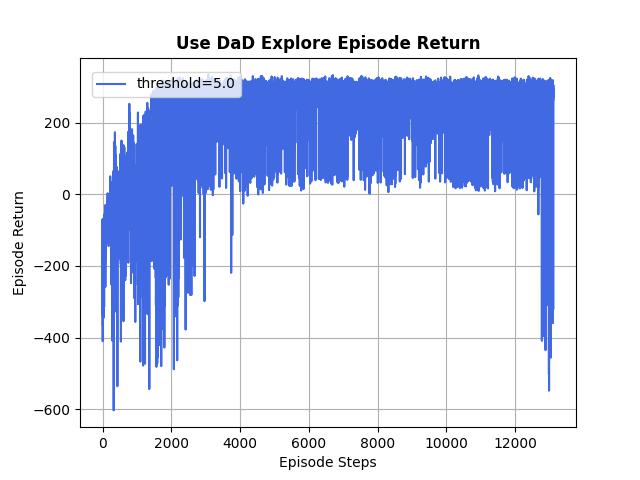 Use DaD Explore Episode Return
threshold=5.0
Episode Return
200
0
−200
−400
−600
0 2000 4000 6000 8000 10000 12000
Episode Steps